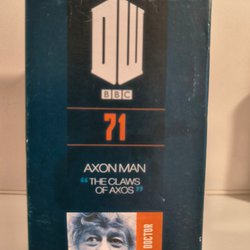 DW
BBC
71
AXON MAN
"THE CLAWS
OF AXOS"
DOCTOR